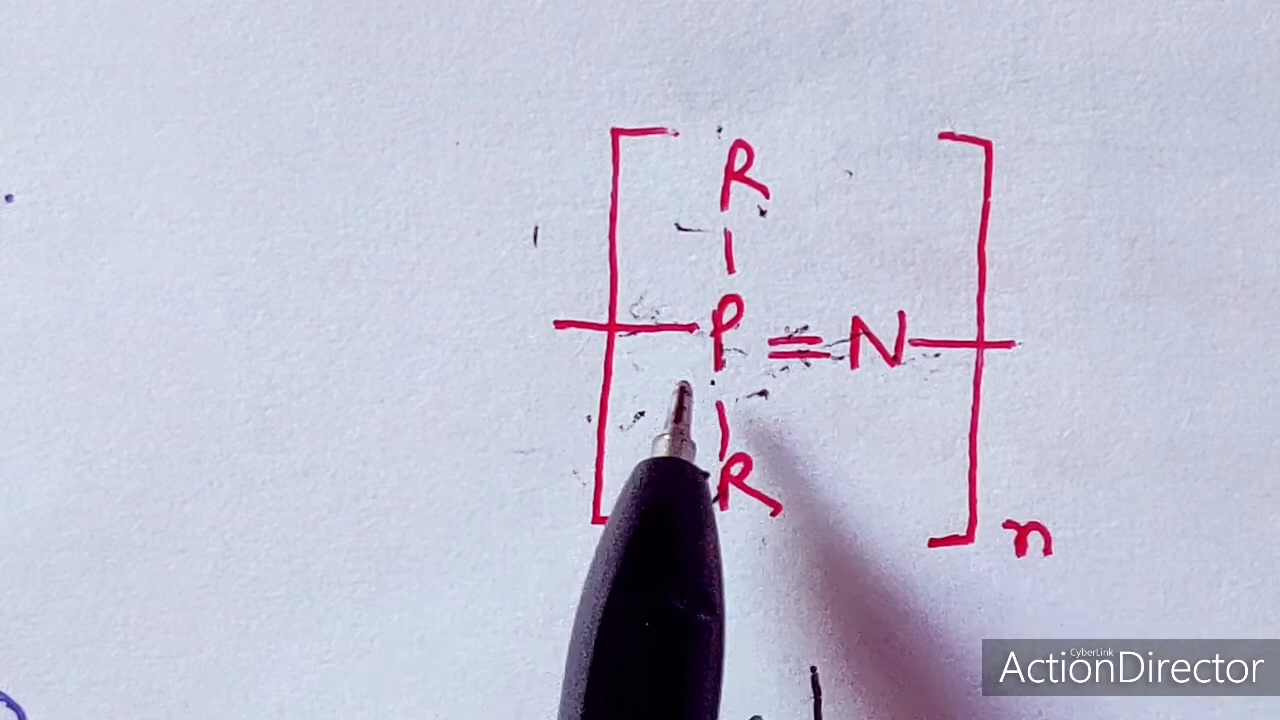 R
P = N
R
n
CyberLink
ActionDirector